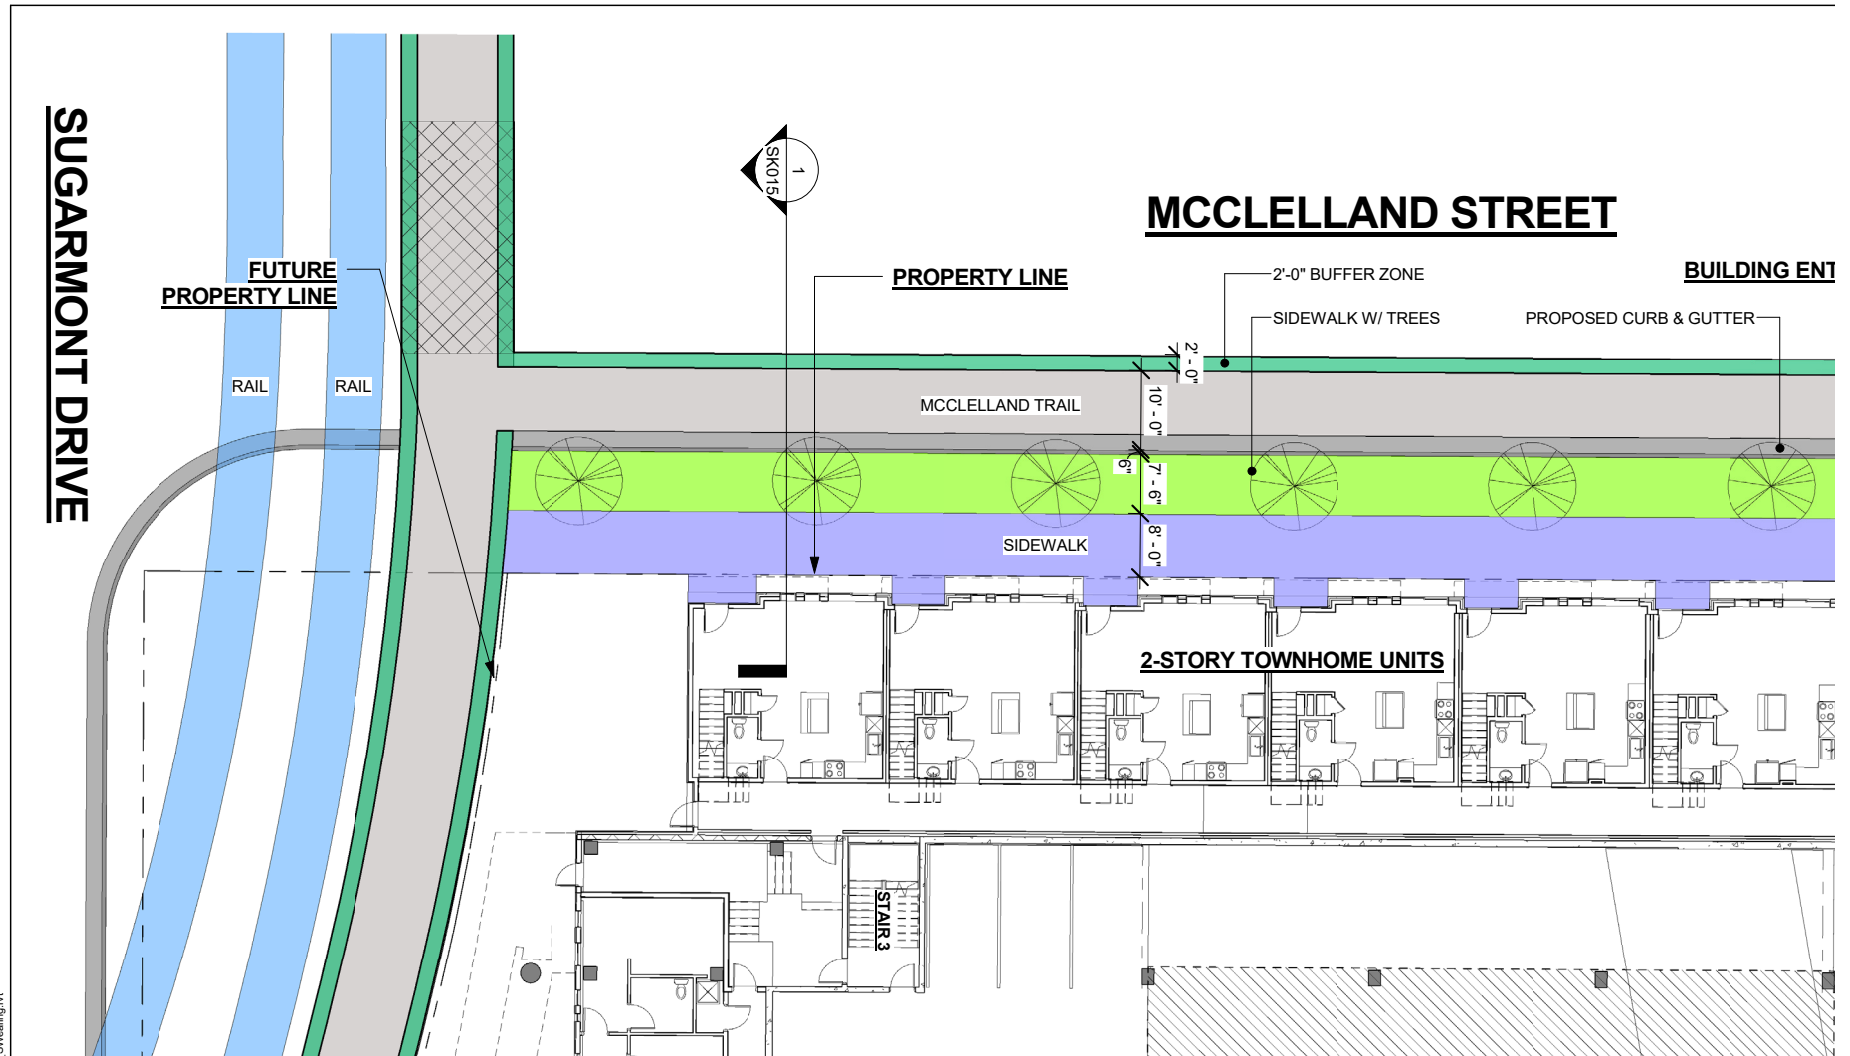 SUGARMONT DRIVE
1
SK015
MCCLELLAND STREET
FUTURE
PROPERTY LINE
PROPERTY LINE
2'-0" BUFFER ZONE
BUILDING ENT
SIDEWALK W/ TREES
PROPOSED CURB & GUTTER
2' - 0"
RAIL
RAIL
MCCLELLAND TRAIL
10' - 0"
6"
7' - 6"
SIDEWALK
8' - 0"
2-STORY TOWNHOME UNITS
STAIR 3